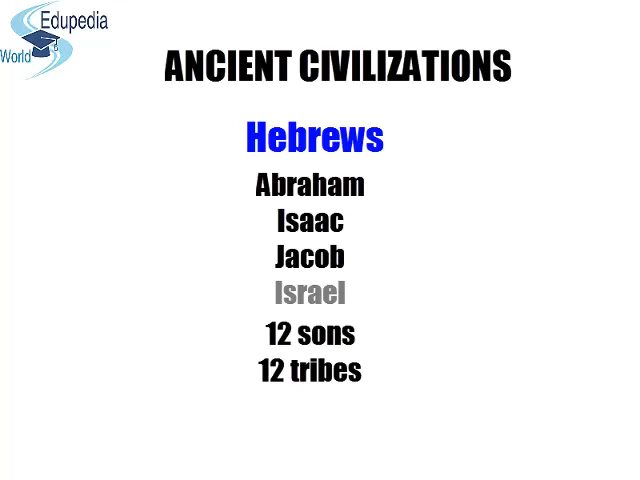 Edupedia
World
ANCIENT CIVILIZATIONS
Hebrews
Abraham
Isaac
Jacob
Israel
12 sons
12 tribes